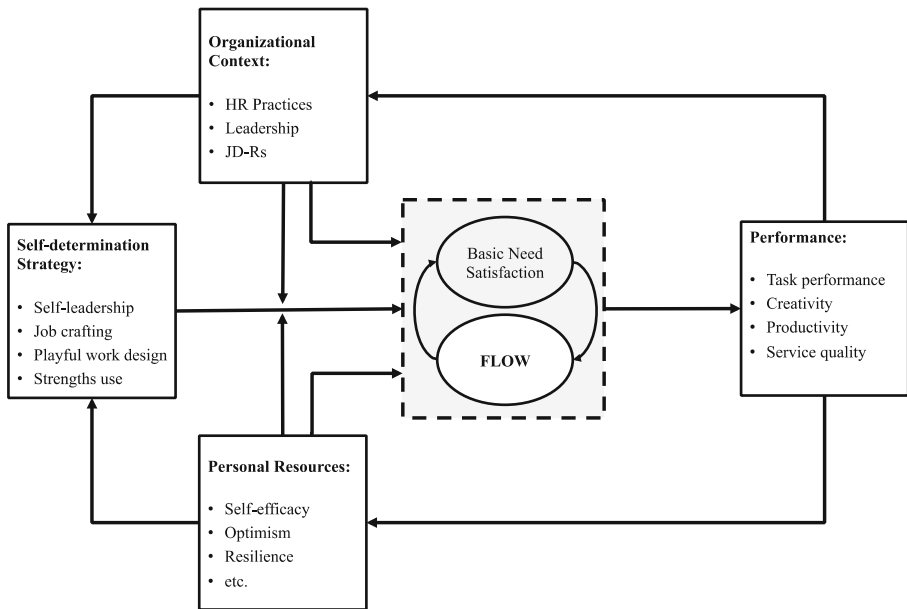 Organizational
Context:
• HR Practices
• Leadership
• JD-Rs
Self-determination
Strategy:
• Self-leadership
• Job crafting
• Playful work design
• Strengths use
Basic Need
Satisfaction
FLOW
Performance:
• Task performance
• Creativity
• Productivity
• Service quality
Personal Resources:
• Self-efficacy
• Optimism
• Resilience
• etc.